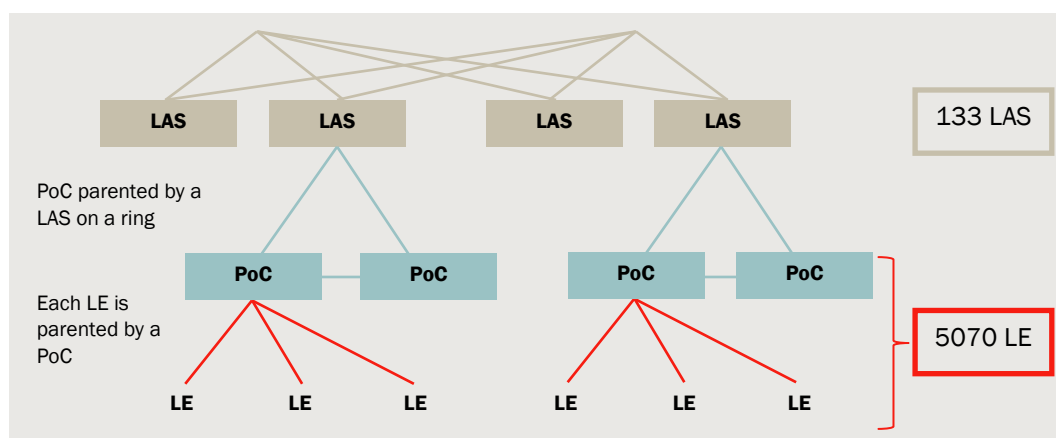 LAS LAS LAS LAS
133 LAS
PoC parented by a
LAS on a ring
PoC PoC PoC PoC
Each LE is
parented by a
PoC
5070 LE
LE LE LE LE LE LE